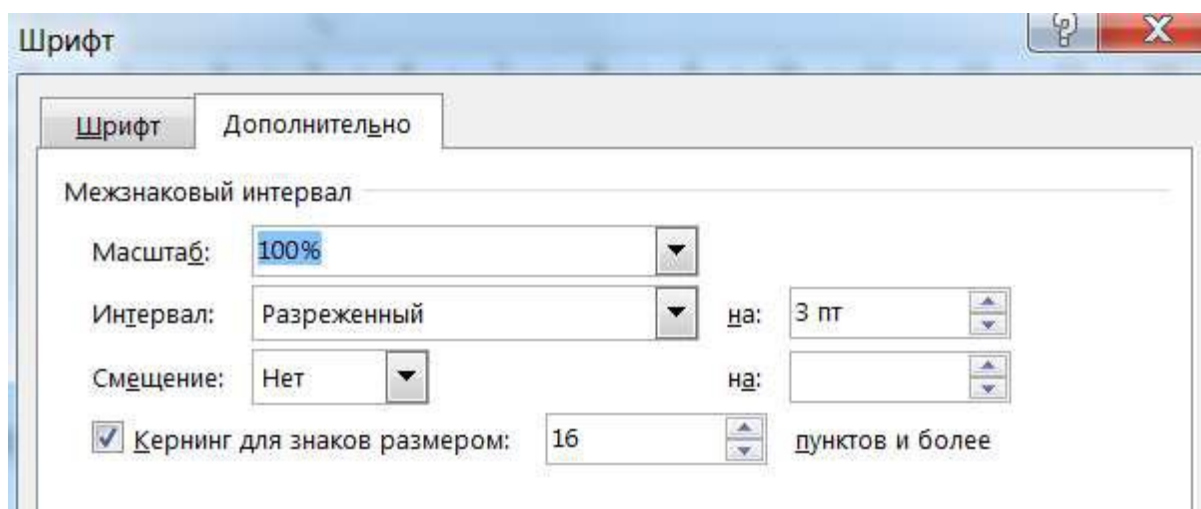 Шрифт
Шрифт Дополнительно
Межзнаковый интервал
Масштаб: 100%
Интервал: Разреженный на: 3 пт
Смещение: Нет на:
Кернинг для знаков размером: 16 пунктов и более